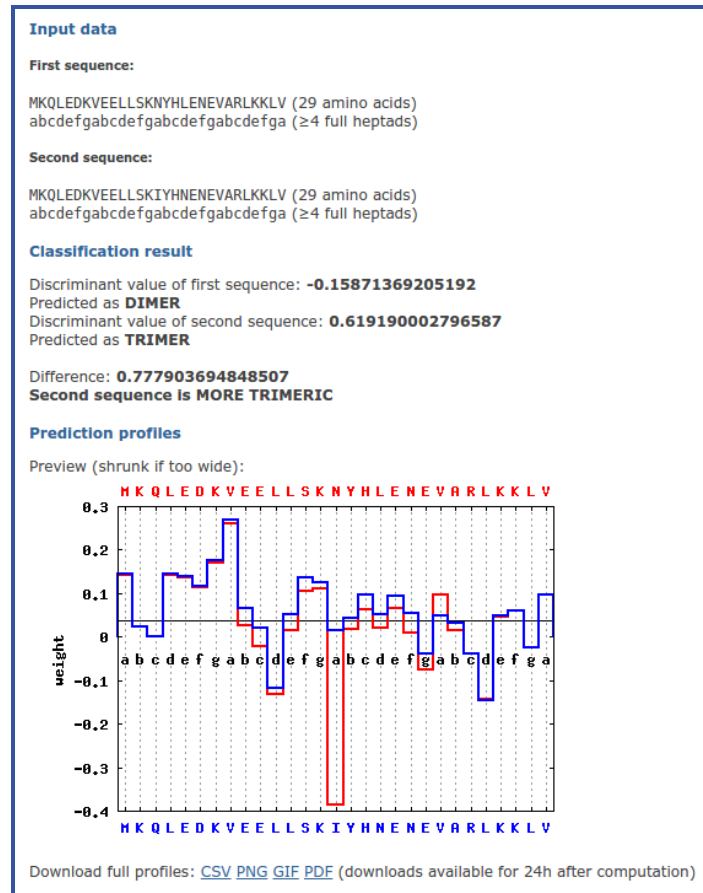 Input data
First sequence:
MKQLEDKVEELLSKNYHLENEVARLKKLV (29 amino acids)
abcdefgabcdefgabcdefgabcdefga (≥4 full heptads)
Second sequence:
MKQLEDKVEELLSKIYHNENEVARLKKLV (29 amino acids)
abcdefgabcdefgabcdefgabcdefga (≥4 full heptads)
Classification result
Discriminant value of first sequence: -0.15871369205192
Predicted as DIMER
Discriminant value of second sequence: 0.619190002796587
Predicted as TRIMER
Difference: 0.777903694848507
Second sequence is MORE TRIMERIC
Prediction profiles
Preview (shrunk if too wide):
M K Q L E D K V E E L L S K N Y H L E N E V A R L K K L V
0.3
0.2
0.1
0
a b c d e f g a b c d e f g a b c d e f g a b c d e f g a
-0.1
-0.2
-0.3
-0.4
weight
M K Q L E D K V E E L L S K I Y H N E N E V A R L K K L V
Download full profiles: CSV PNG GIF PDF (downloads available for 24h after computation)